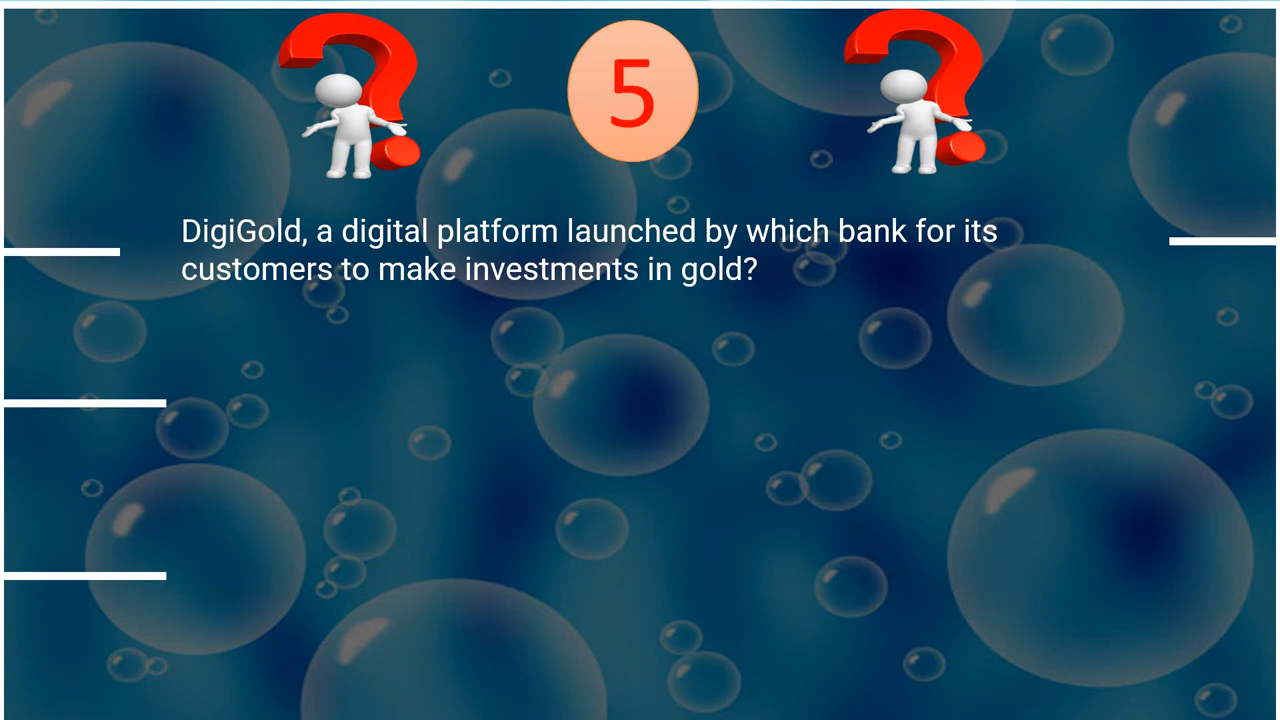 5
DigiGold, a digital platform launched by which bank for its
customers to make investments in gold?